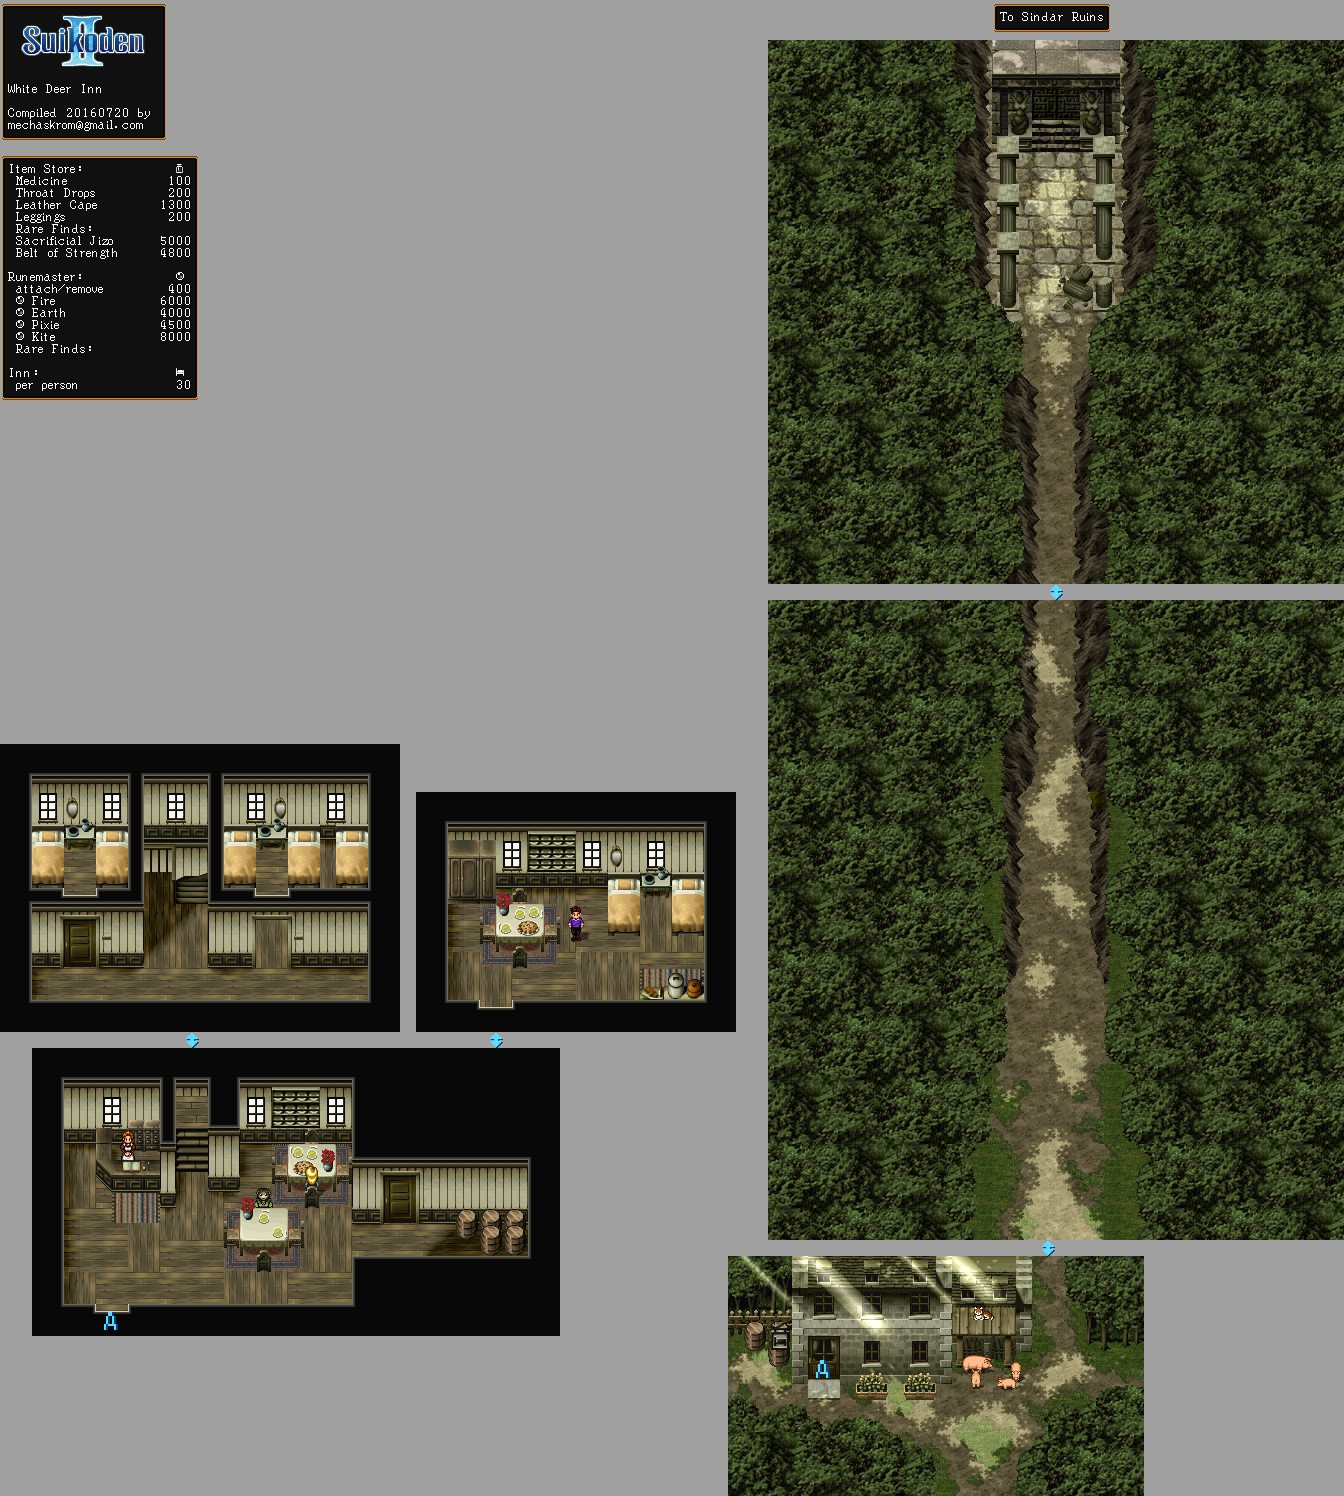 Suikoden II
White Deer Inn
Compiled 20160720 by
mechaskrom@gmail.com
To Sindar Ruins
Item Store:
Medicine 100
Throat Drops 200
Leather Cape 1300
Leggings 200
Rare Finds:
Sacrificial Jizo 5000
Belt of Strength 4800
Runemaster:
attach/remove 400
Fire 6000
Earth 4000
Pixie 4500
Kite 8000
Rare Finds:
Inn:
per person 30
A
A